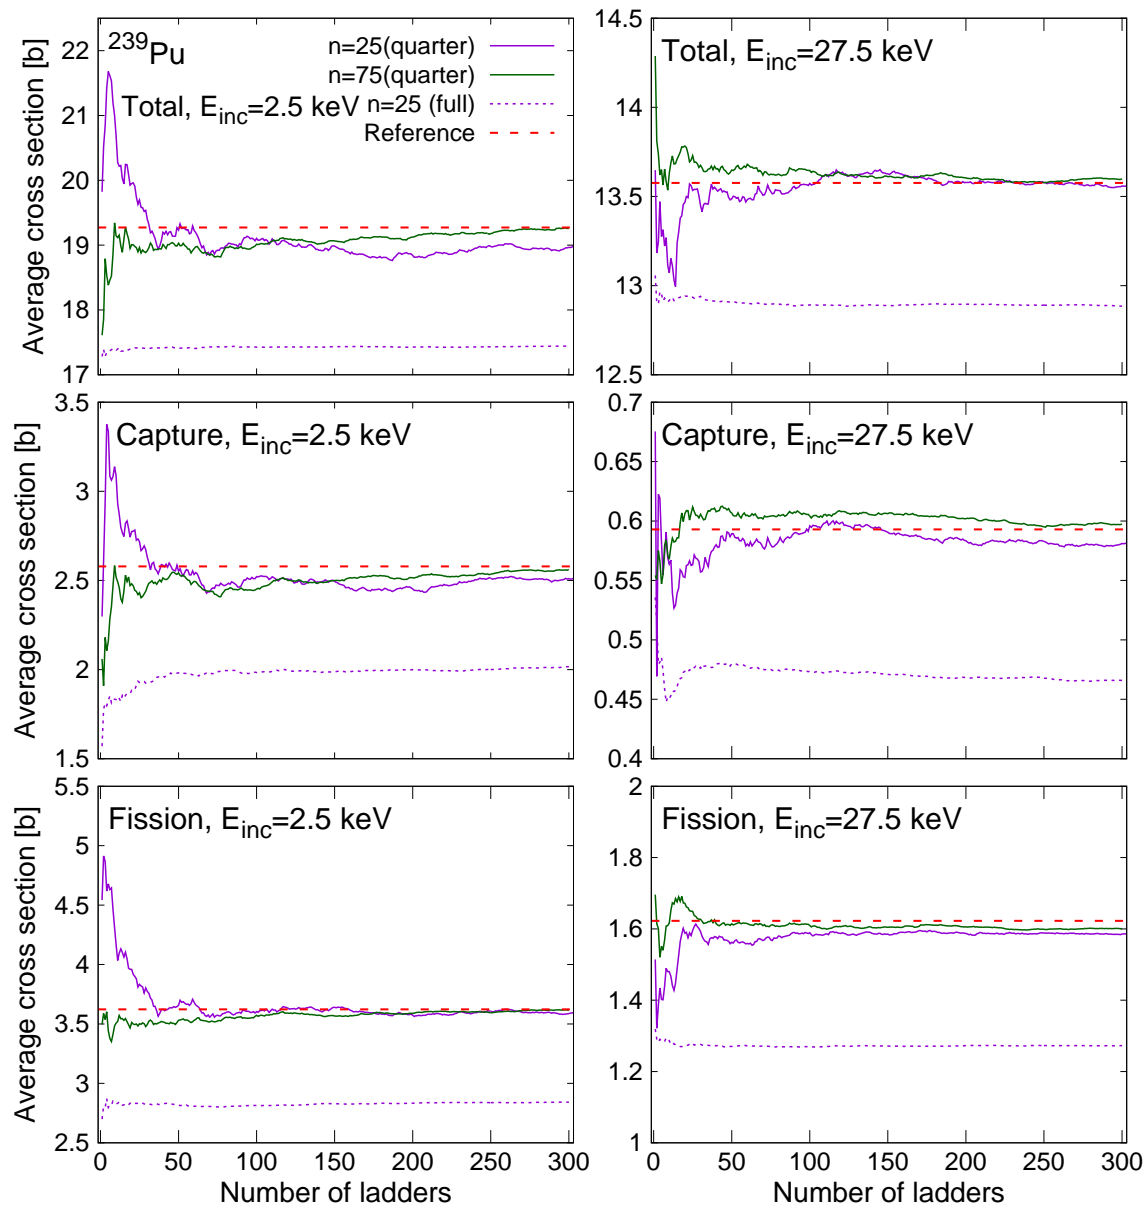 ²³⁹Pu
n=25(quarter)
n=75(quarter)
Total, E_inc=2.5 keV n=25 (full)
Reference
Average cross section [b]
22
21
20
19
18
17
Total, E_inc=27.5 keV
14.5
14
13.5
13
12.5
Capture, E_inc=2.5 keV
Average cross section [b]
3.5
3
2.5
2
1.5
Capture, E_inc=27.5 keV
0.7
0.65
0.6
0.55
0.5
0.45
0.4
Fission, E_inc=2.5 keV
Average cross section [b]
5.5
5
4.5
4
3.5
3
2.5
0 50 100 150 200 250 300
Number of ladders
Fission, E_inc=27.5 keV
2
1.8
1.6
1.4
1.2
1
0 50 100 150 200 250 300
Number of ladders